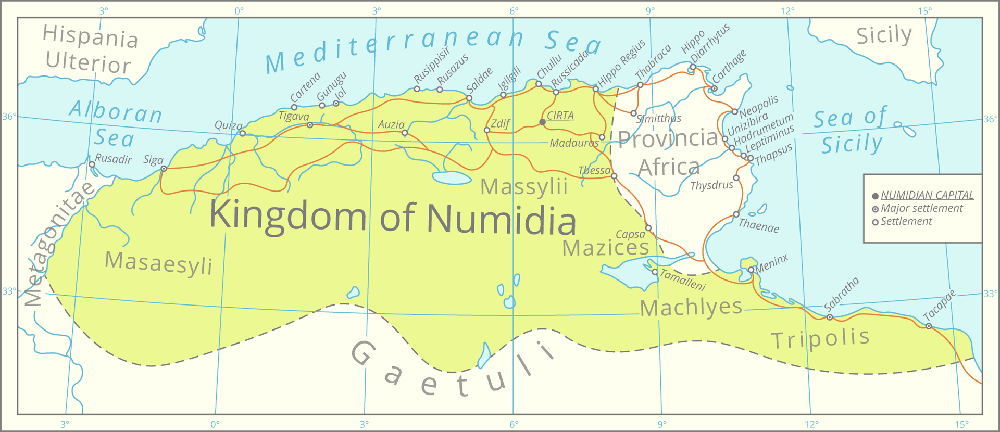 3°
0°
3°
6°
9°
12°
15°
Hispania
Ulterior
Mediterranean Sea
Sicily
Alboran
Sea
Sea of
Sicily
36°
36°
33°
33°
Rusadir
Siga
Quiza
Cartena
Gunugu
Iol
Tigava
Rusippisir
Rusazus
Auzia
Saldae
Igilgili
Zdif
Chullu
Russicada
CIRTA
Hippo Regius
Madauros
Tbessa
Thabraca
Simitthus
Hippo
Diarrhytus
Carthage
Neapolis
Unizibira
Hadrumetum
Leptiminus
Thapsus
Thysdrus
Thaenae
Capsa
Tamalleni
Meninx
Sabratha
Tacapae
Provincia
Africa
Metagonitae
Masaesyli
Massylii
Kingdom of Numidia
Mazices
Machlyes
Tripolis
Gaetuli
NUMIDIAN CAPITAL
Major settlement
Settlement
3°
0°
3°
6°
9°
12°
15°